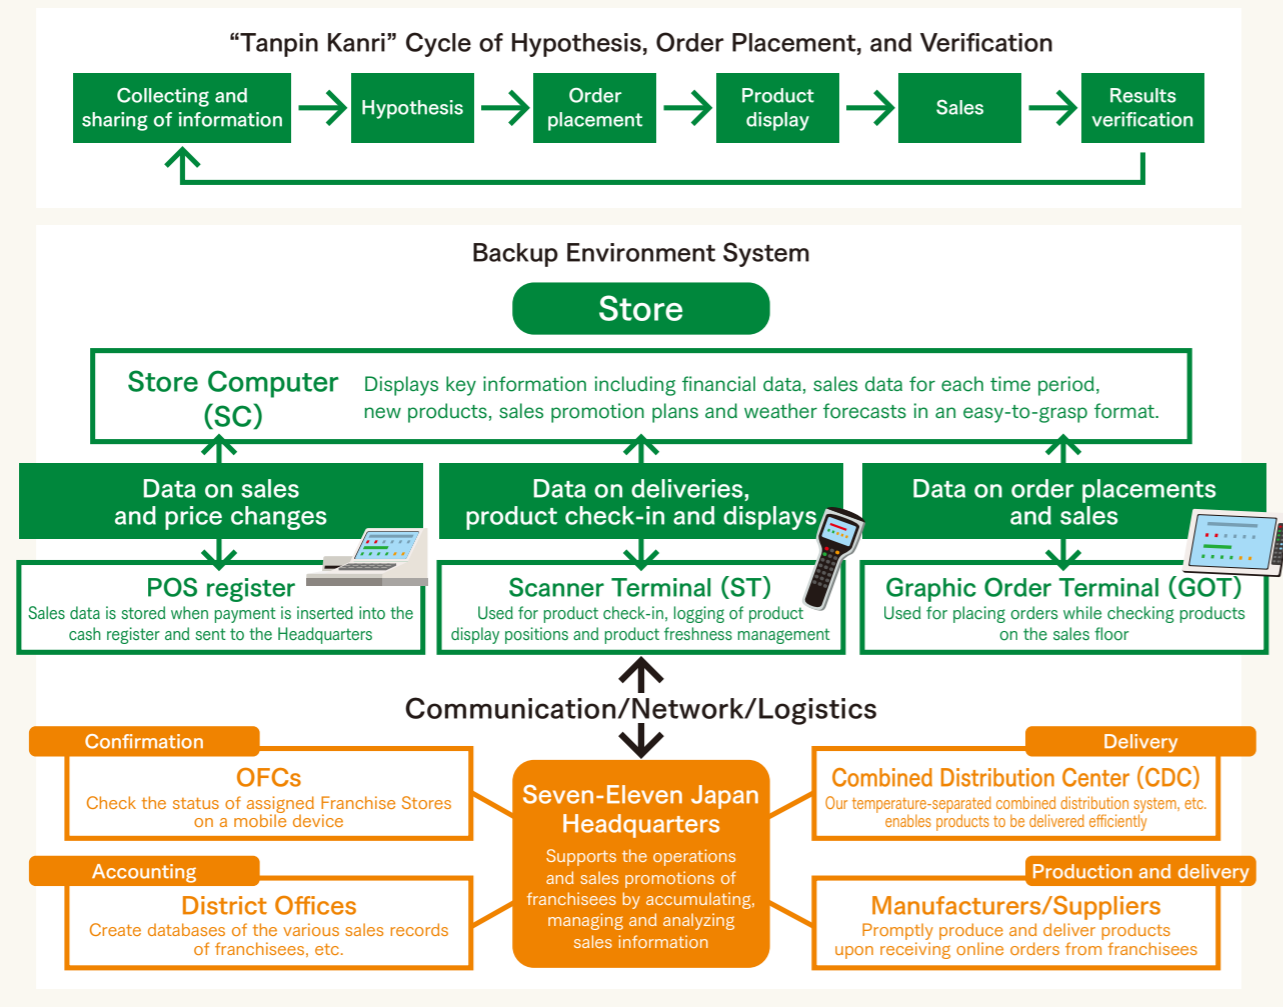 “Tanpin Kanri” Cycle of Hypothesis, Order Placement, and Verification
Collecting and
sharing of information
Hypothesis
Order
placement
Product
display
Sales
Results
verification
Backup Environment System
Store
Store Computer
(SC)
Displays key information including financial data, sales data for each time period,
new products, sales promotion plans and weather forecasts in an easy-to-grasp format.
Data on sales
and price changes
Data on deliveries,
product check-in and displays
Data on order placements
and sales
POS register
Sales data is stored when payment is inserted into the
cash register and sent to the Headquarters
Scanner Terminal (ST)
Used for product check-in, logging of product
display positions and product freshness management
Graphic Order Terminal (GOT)
Used for placing orders while checking products
on the sales floor
Communication/Network/Logistics
Confirmation
OFCs
Check the status of assigned Franchise Stores
on a mobile device
Accounting
District Offices
Create databases of the various sales records
of franchisees, etc.
Seven-Eleven Japan
Headquarters
Supports the operations
and sales promotions of
franchisees by accumulating,
managing and analyzing
sales information
Delivery
Combined Distribution Center (CDC)
Our temperature-separated combined distribution system, etc.
enables products to be delivered efficiently
Production and delivery
Manufacturers/Suppliers
Promptly produce and deliver products
upon receiving online orders from franchisees